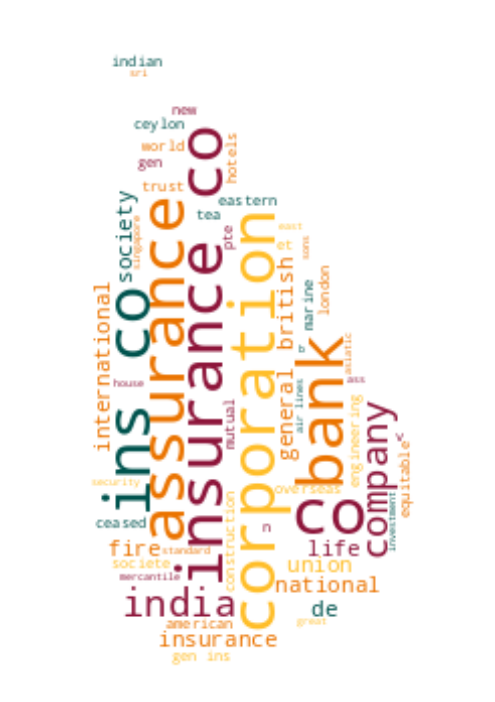 indian
sri
new
ceylon
world
hotels
gen
trust
society
eastern
tea
singapore
assurance
insurance co
pte
east
et
sons
corporation
british
marine
london
international
ins co
bank
asiatic
house
mutual
general
air lines
ass
company
engineering
equitable
security
overseas
investment
ceased
construction
n
co
fire
standard
life
societe
union
mercantile
national
india
de
american
great
insurance
gen ins